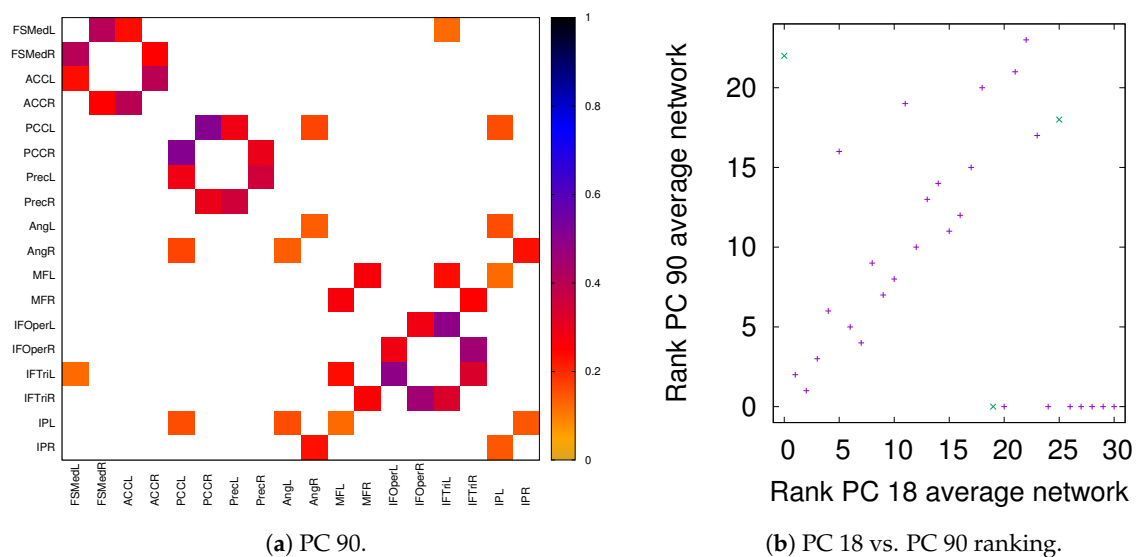 FSMedL
FSMedR
ACCL
ACCR
PCCL
PCCR
PrecL
PrecR
AngL
AngR
MFL
MFR
IFOperL
IFOperR
IFTriL
IFTriR
IPL
IPR
FSMedL
FSMedR
ACCL
ACCR
PCCL
PCCR
PrecL
PrecR
AngL
AngR
MFL
MFR
IFOperL
IFOperR
IFTriL
IFTriR
IPL
IPR
1
0.8
0.6
0.4
0.2
0
(a) PC 90.
Rank PC 90 average network
20
15
10
5
0
0 5 10 15 20 25 30
Rank PC 18 average network
(b) PC 18 vs. PC 90 ranking.